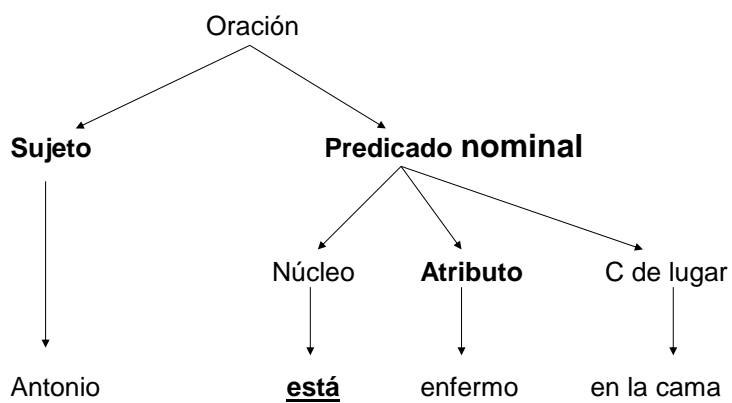 Oración
Sujeto Predicado nominal
Núcleo Atributo C de lugar
Antonio está enfermo en la cama